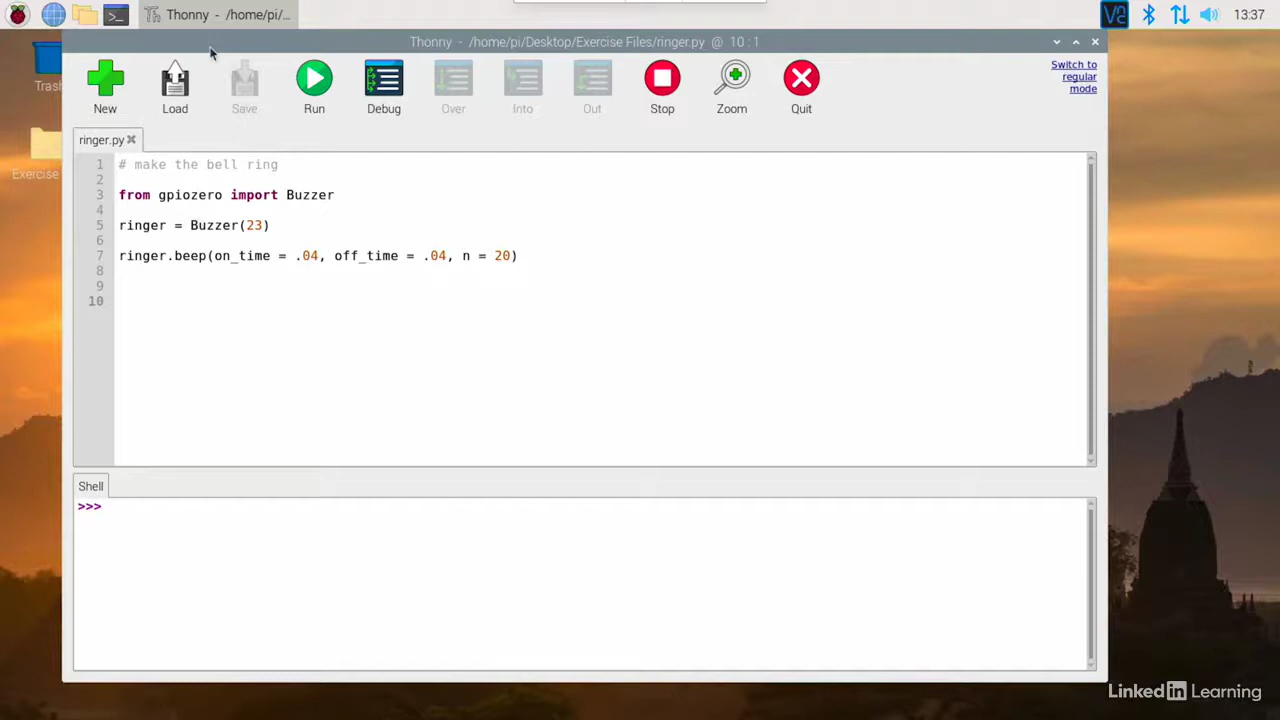 Thonny - /home/pi/...
13:37
Thonny - /home/pi/Desktop/Exercise Files/ringer.py @ 10 : 1
New
Load
Save
Run
Debug
Over
Into
Out
Stop
Zoom
Quit
Switch to
regular
mode
Trash
Exercise
ringer.py
1 # make the bell ring
2
3 from gpiozero import Buzzer
4
5 ringer = Buzzer(23)
6
7 ringer.beep(on_time = .04, off_time = .04, n = 20)
8
9
10
Shell
>>>
LinkedIn Learning